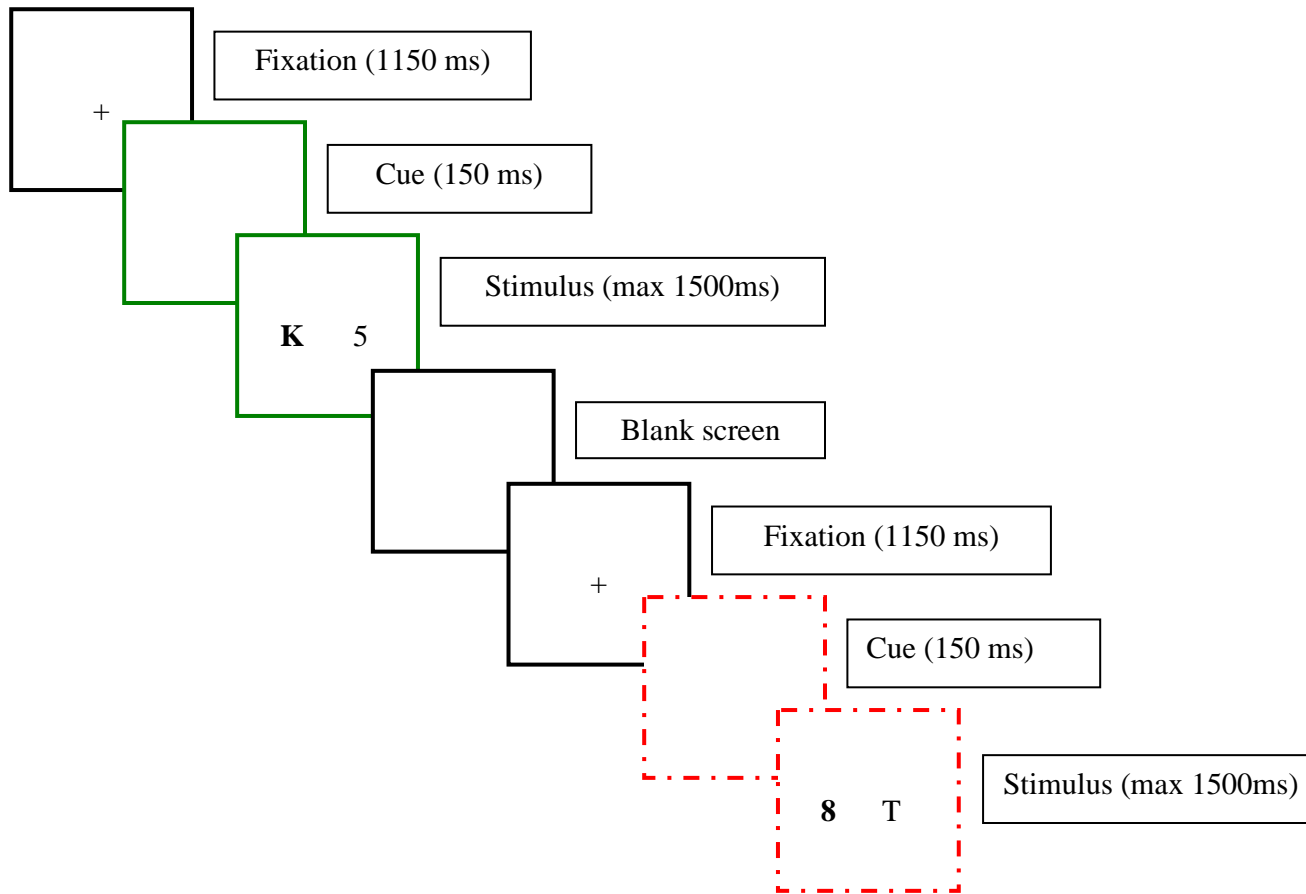 Fixation (1150 ms)
+
Cue (150 ms)
Stimulus (max 1500ms)
K 5
Blank screen
Fixation (1150 ms)
+
Cue (150 ms)
Stimulus (max 1500ms)
8 T